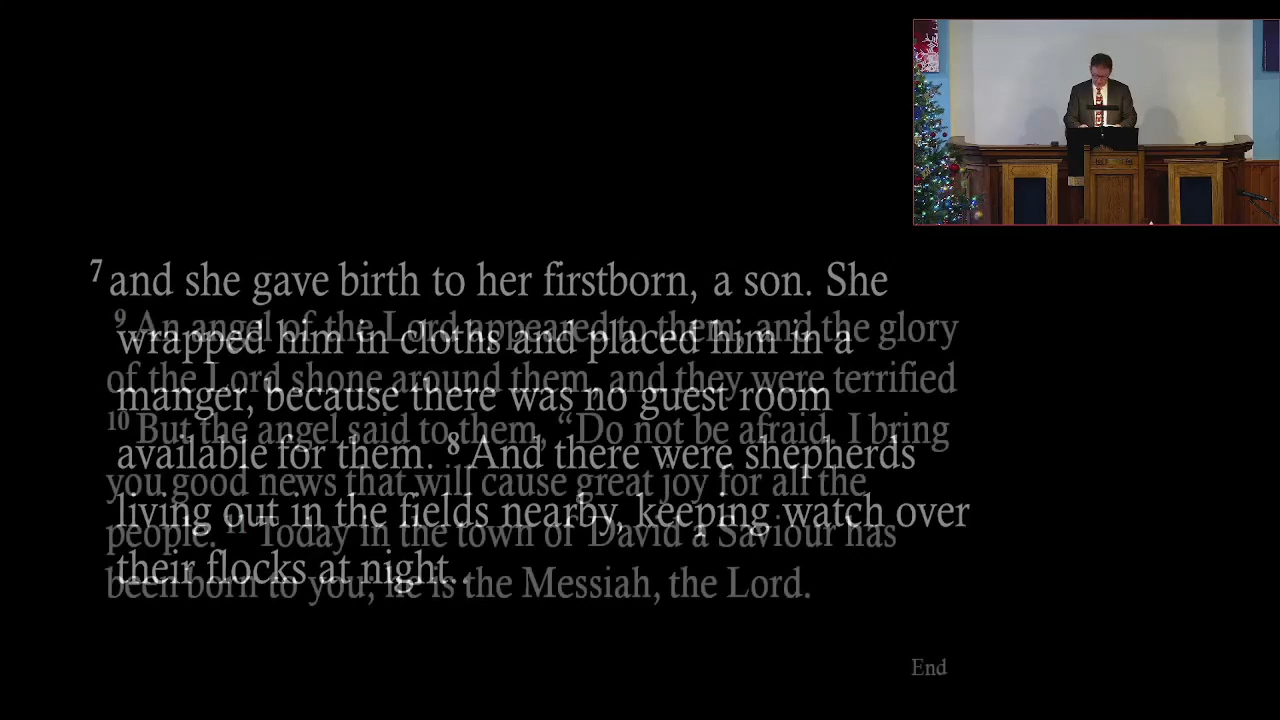 7 and she gave birth to her firstborn, a son. She
wrapped him in cloths and placed him in a
manger, because there was no guest room
available for them. 8 And there were shepherds
living out in the fields nearby, keeping watch over
their flocks at night..
9 An angel of the Lord appeared to them, and the glory
of the Lord shone around them, and they were terrified
10 But the angel said to them, “Do not be afraid. I bring
you good news that will cause great joy for all the
people. 11 Today in the town of David a Saviour has
been born to you; he is the Messiah, the Lord.
End